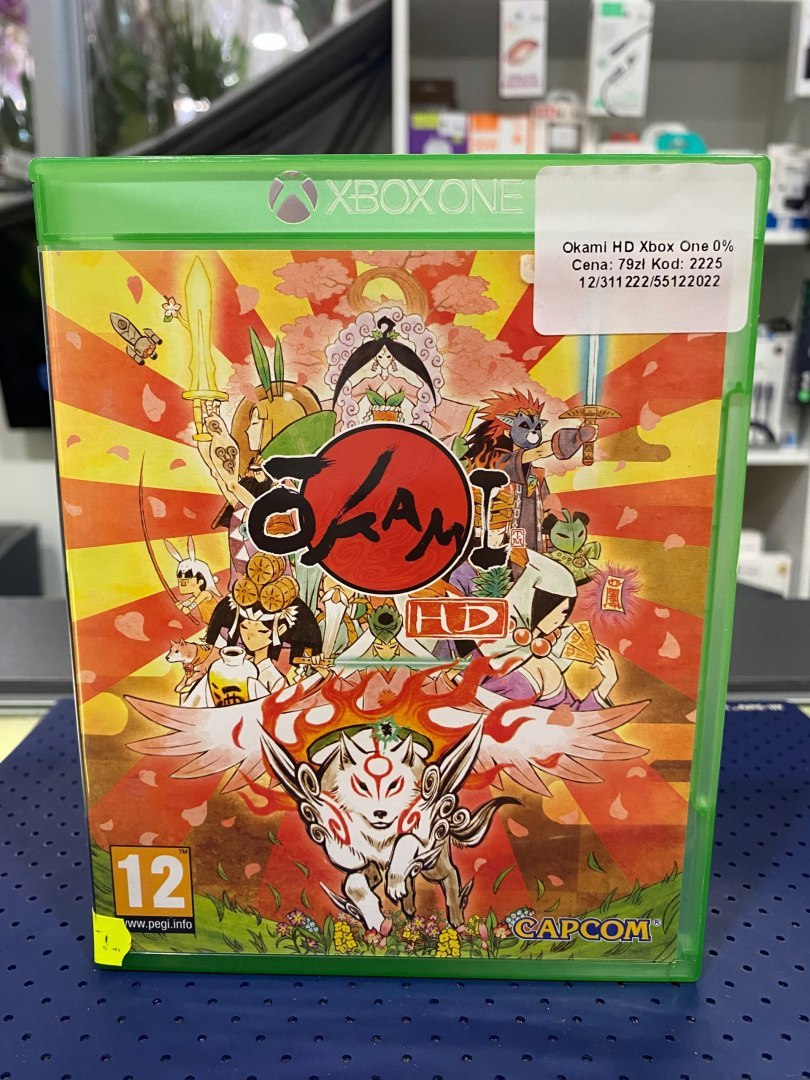 XBOX ONE
Okami HD Xbox One 0%
Cena: 79zł Kod: 2225
12/311222/55122022
ŌKAMI
HD
12
www.pegi.info
CAPCOM